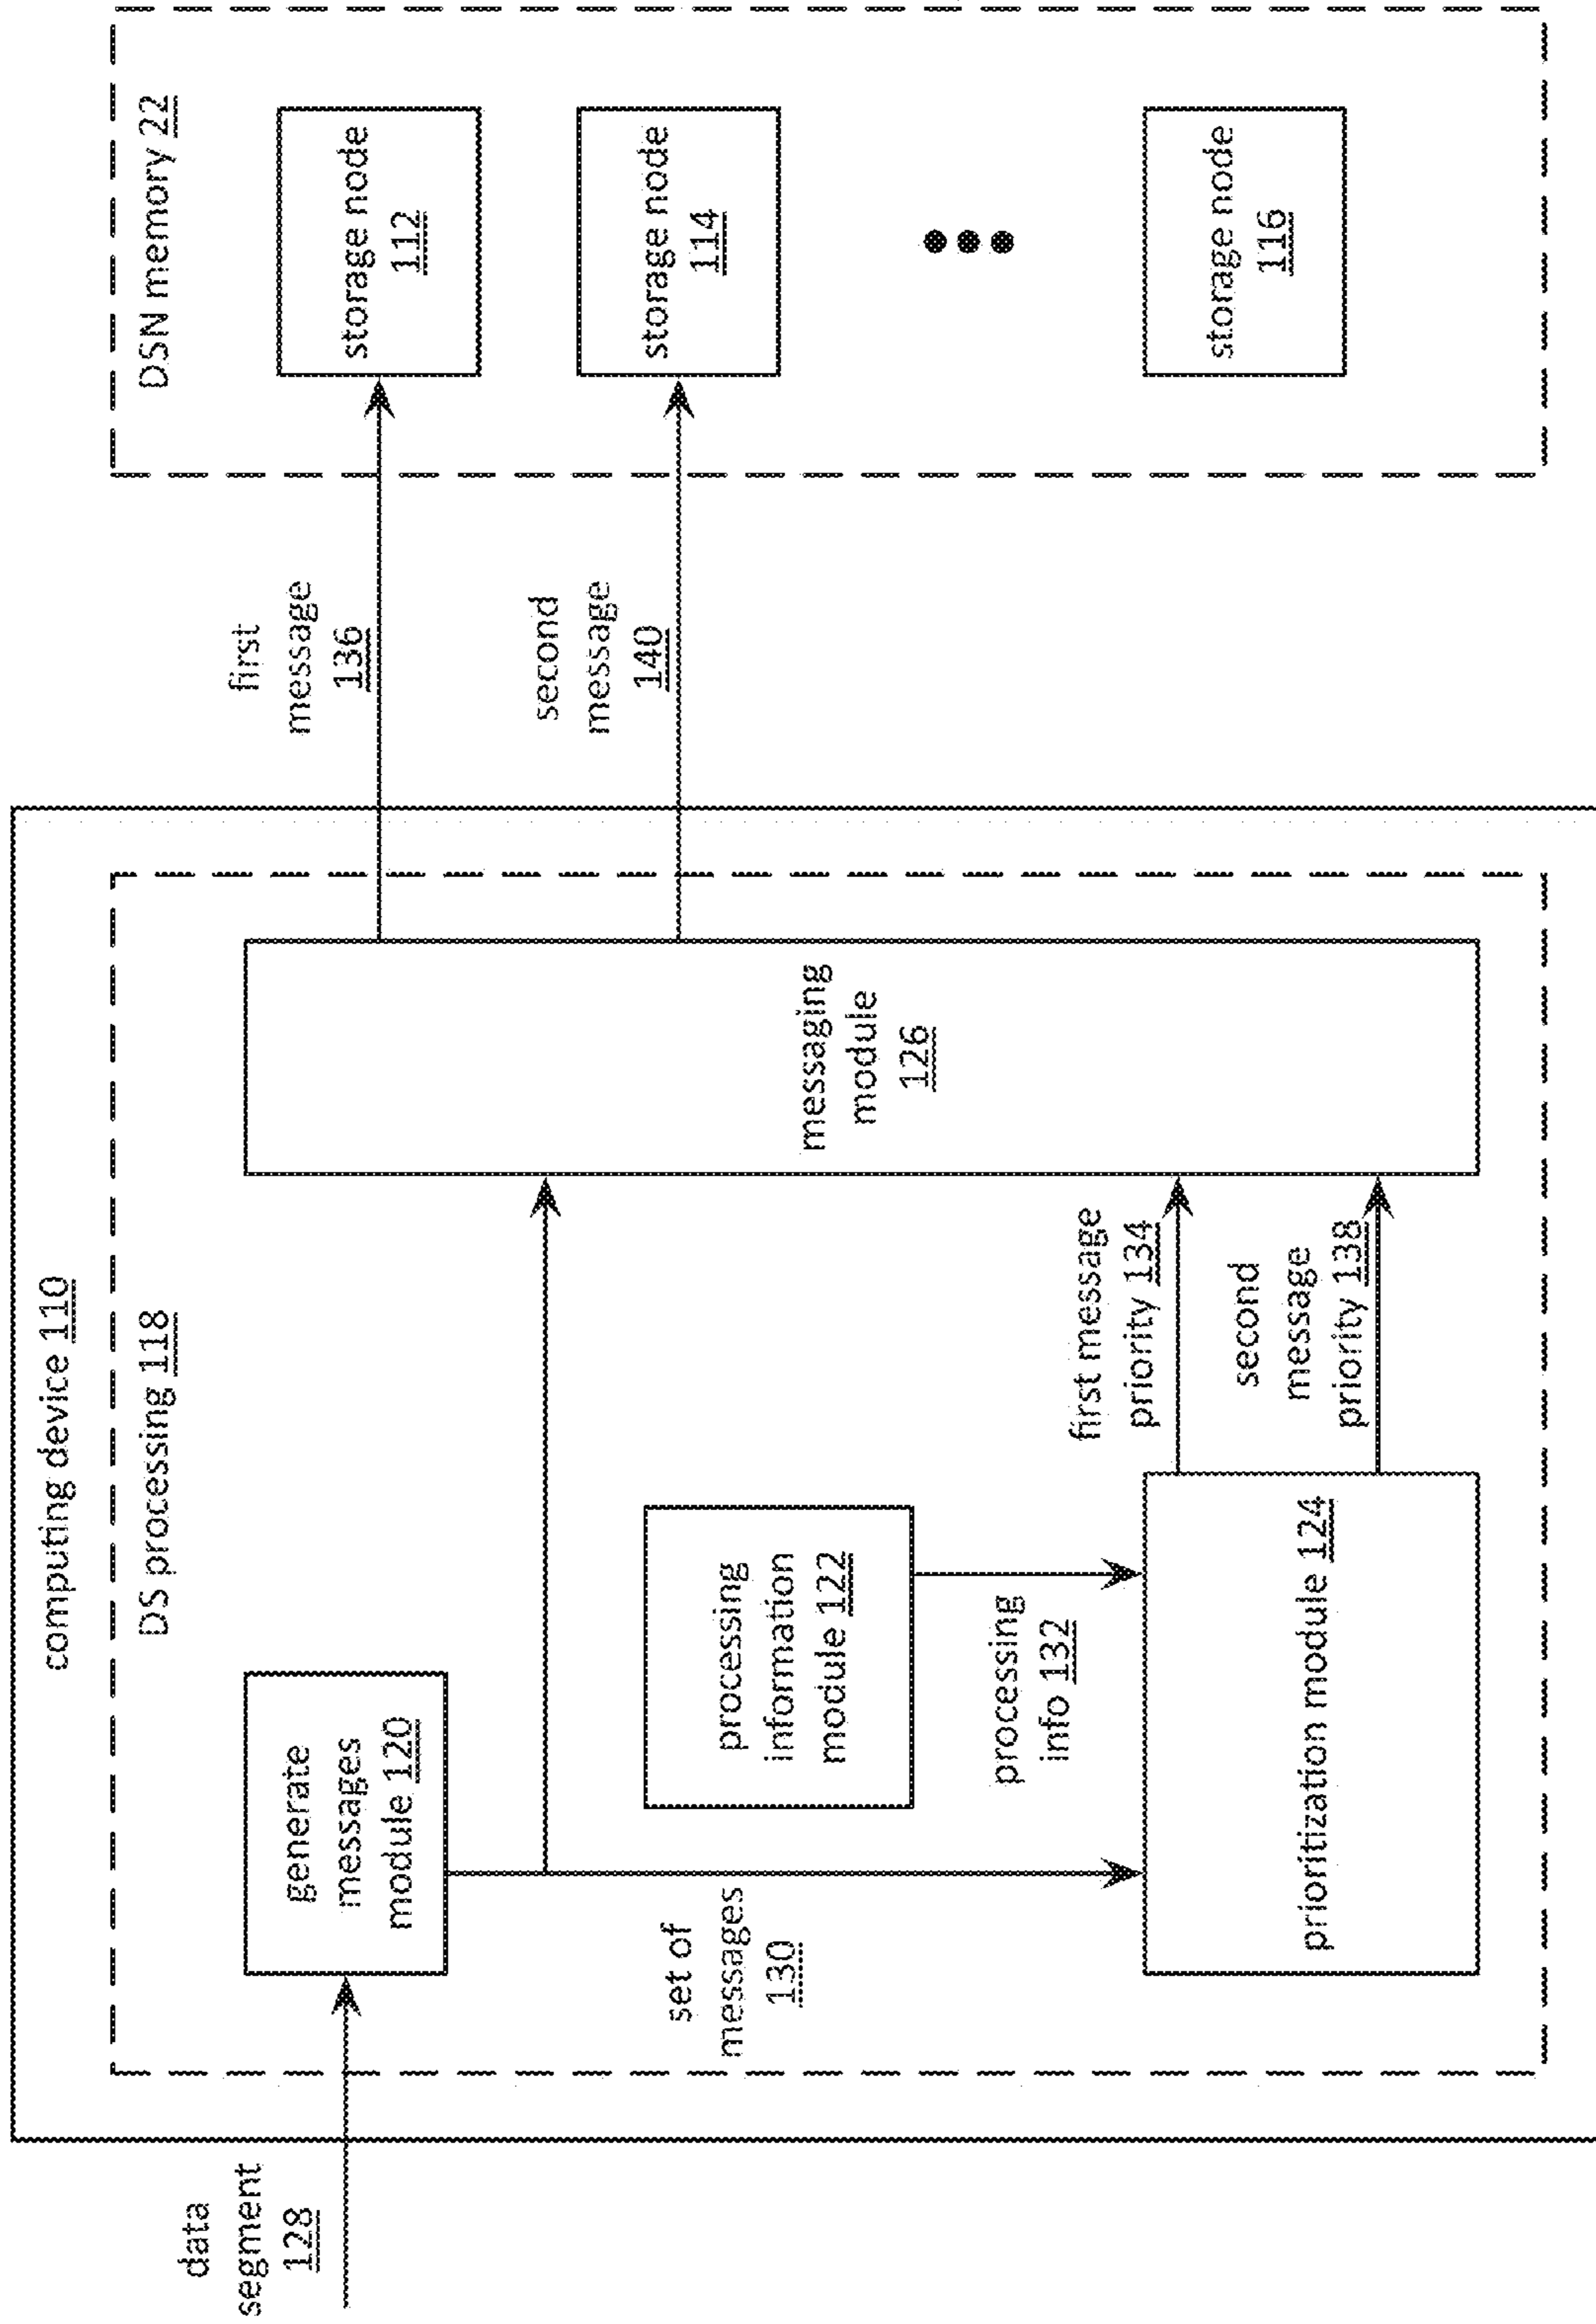 computing device 110
DS processing 118
DSN memory 22
data
segment
128
generate
messages
module 120
first
message
136
storage node
112
second
message
140
storage node
114
set of
messages
130
processing
information
module 122
processing
info 132
messaging
module
126
first message
priority 134
second
message
priority 138
prioritization module 124
storage node
116